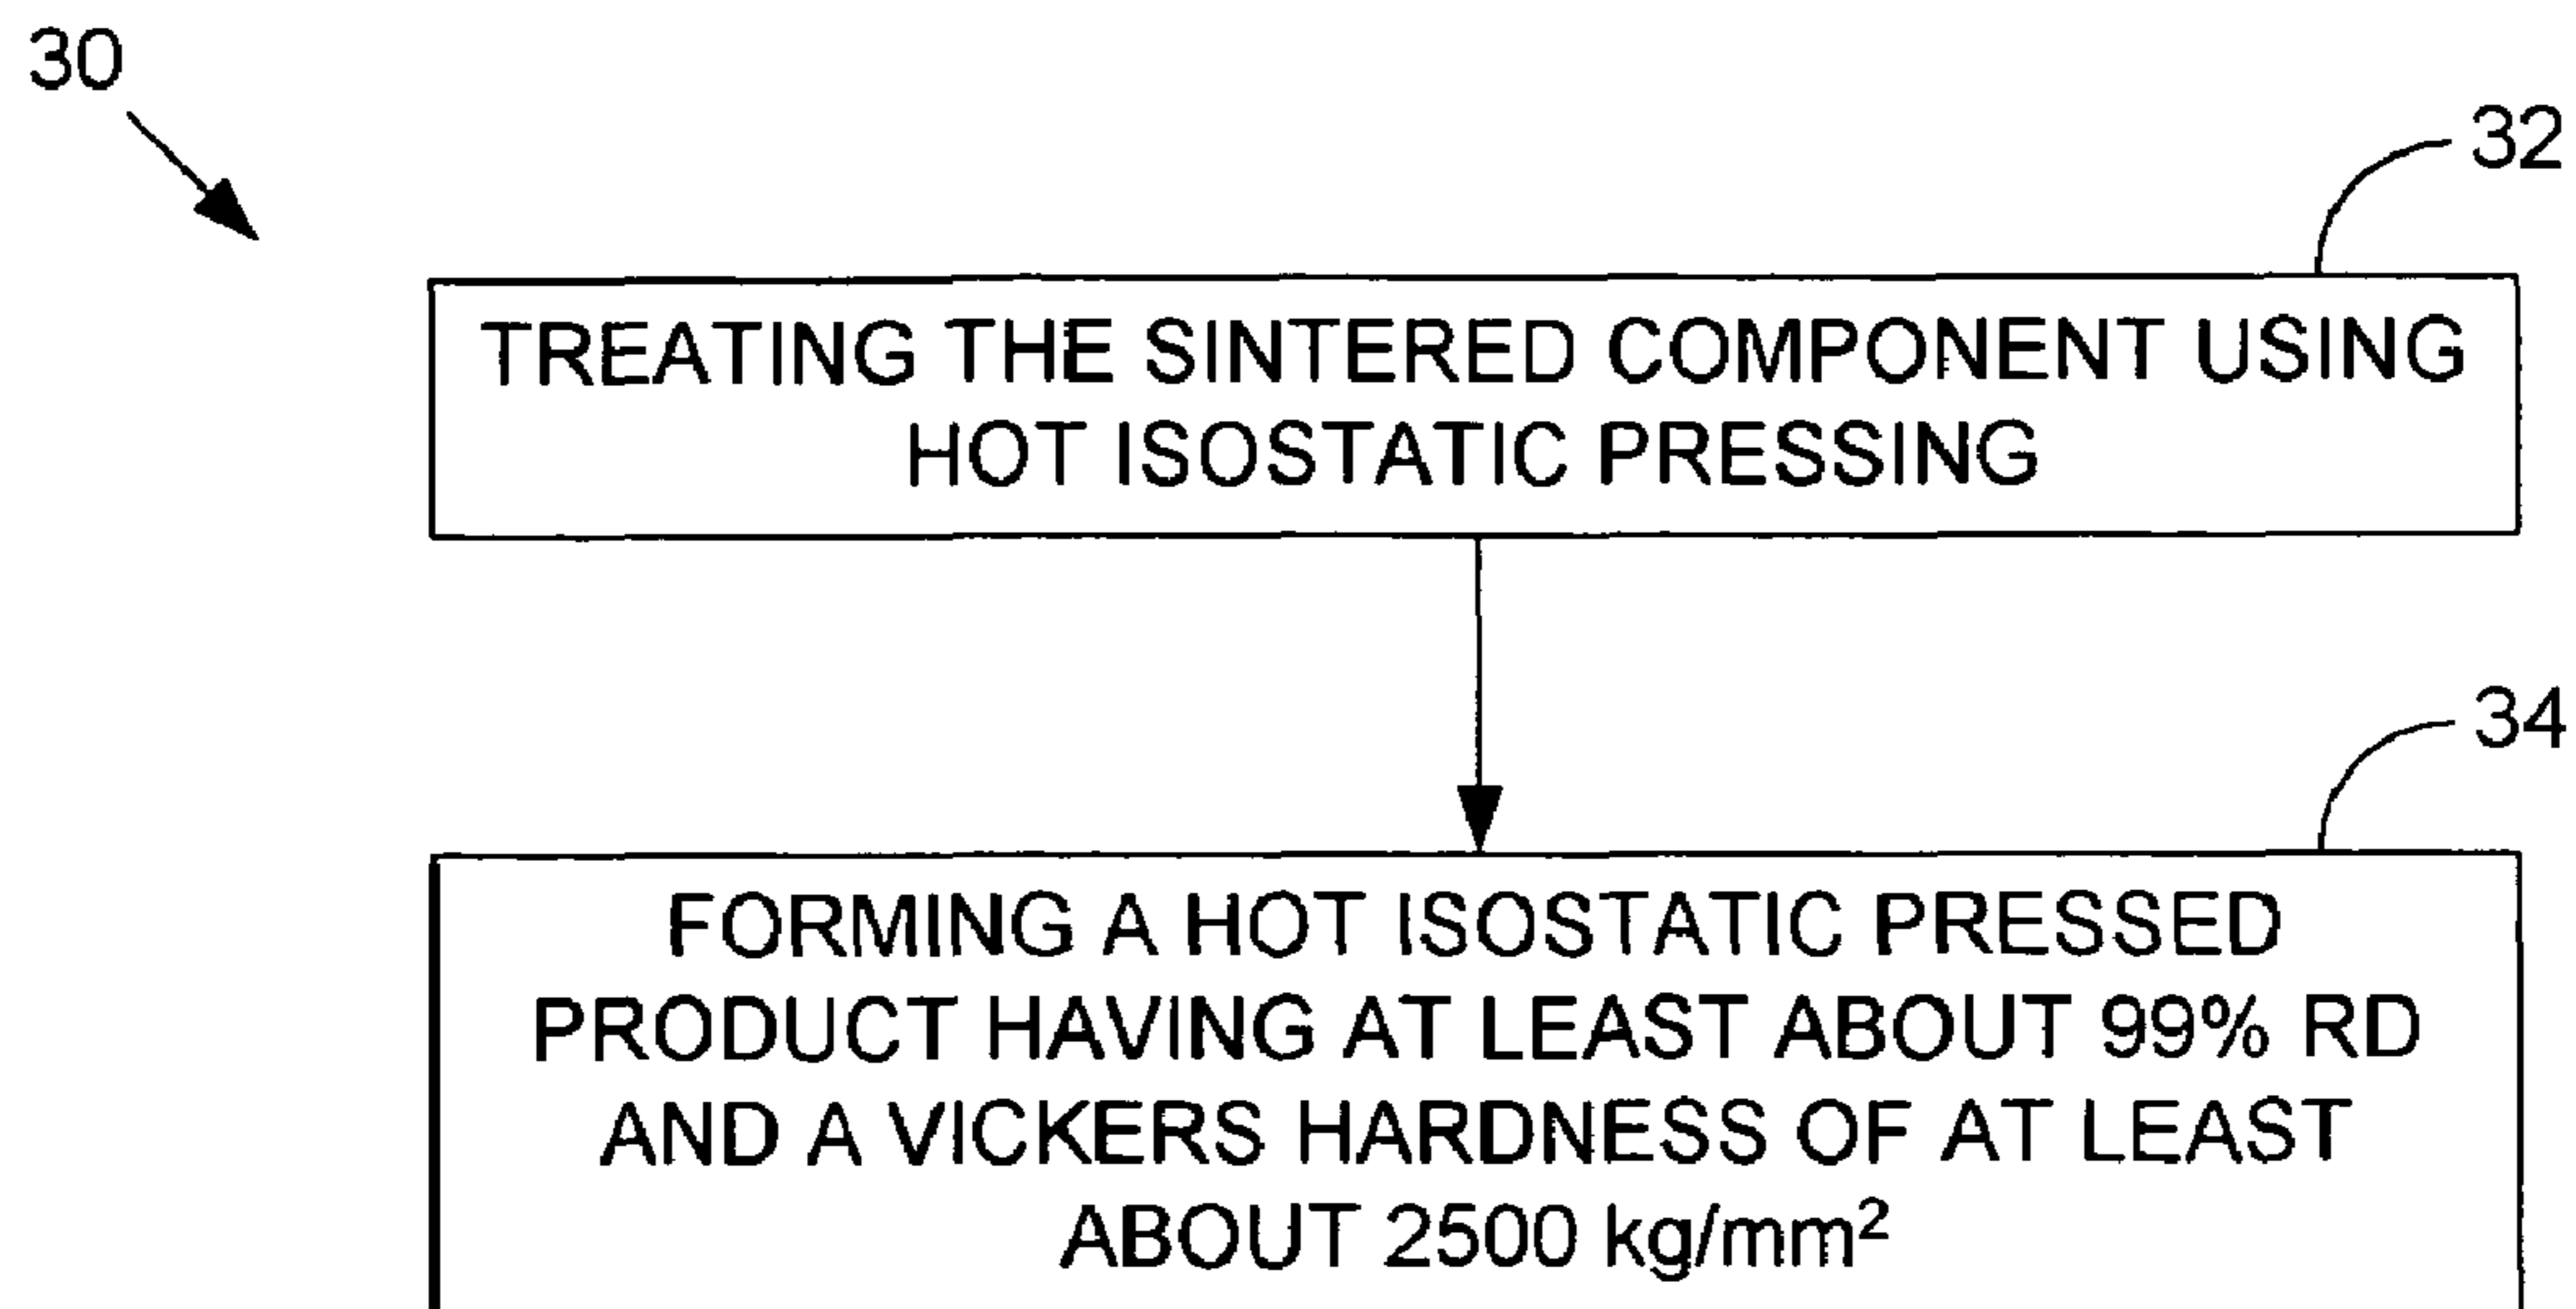 30
32
TREATING THE SINTERED COMPONENT USING
HOT ISOSTATIC PRESSING
34
FORMING A HOT ISOSTATIC PRESSED
PRODUCT HAVING AT LEAST ABOUT 99% RD
AND A VICKERS HARDNESS OF AT LEAST
ABOUT 2500 kg/mm²